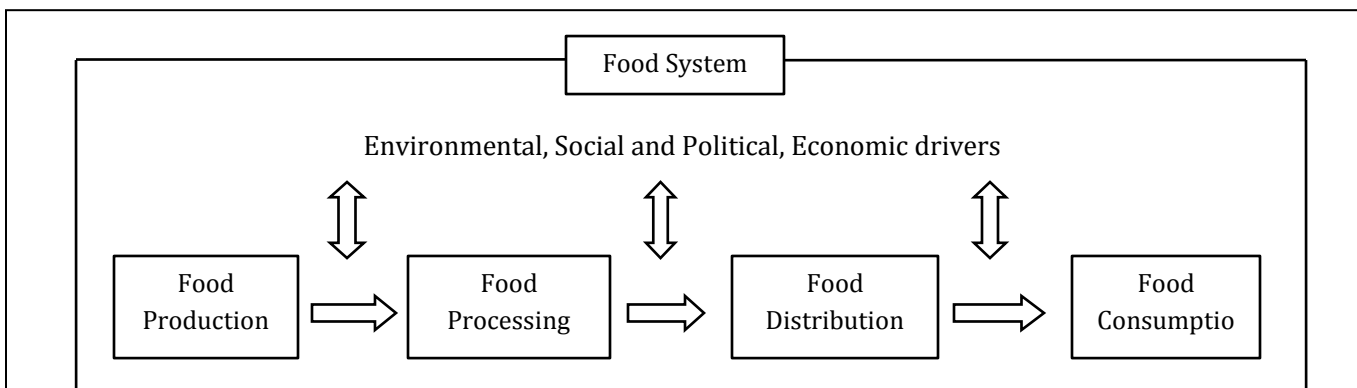 Food System
Environmental, Social and Political, Economic drivers
Food
Production
Food
Processing
Food
Distribution
Food
Consumptio